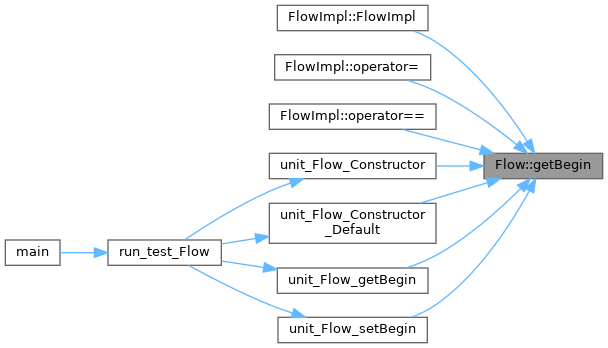 FlowImpl::FlowImpl
FlowImpl::operator=
FlowImpl::operator==
unit_Flow_Constructor
Flow::getBegin
unit_Flow_Constructor
_Default
main
run_test_Flow
unit_Flow_getBegin
unit_Flow_setBegin